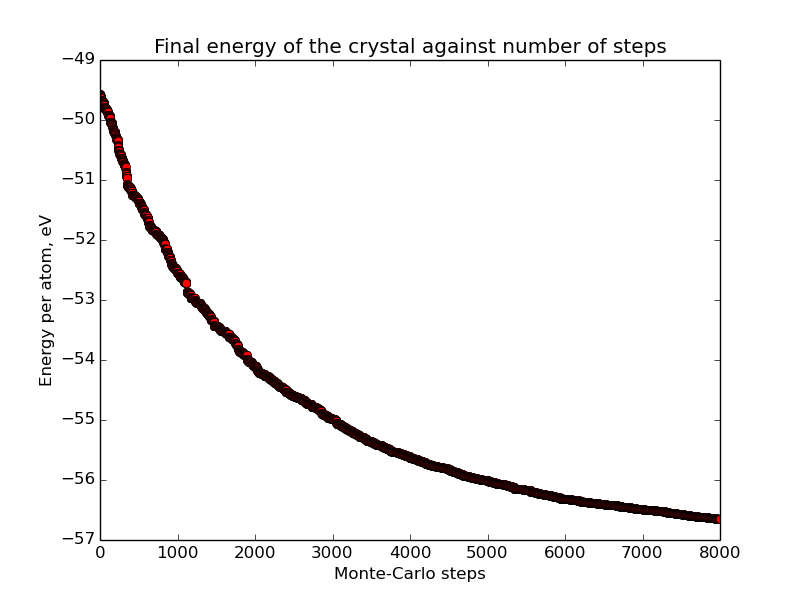 Final energy of the crystal against number of steps
−49
−50
−51
−52
−53
−54
−55
−56
−57
Energy per atom, eV
0 1000 2000 3000 4000 5000 6000 7000 8000
Monte-Carlo steps